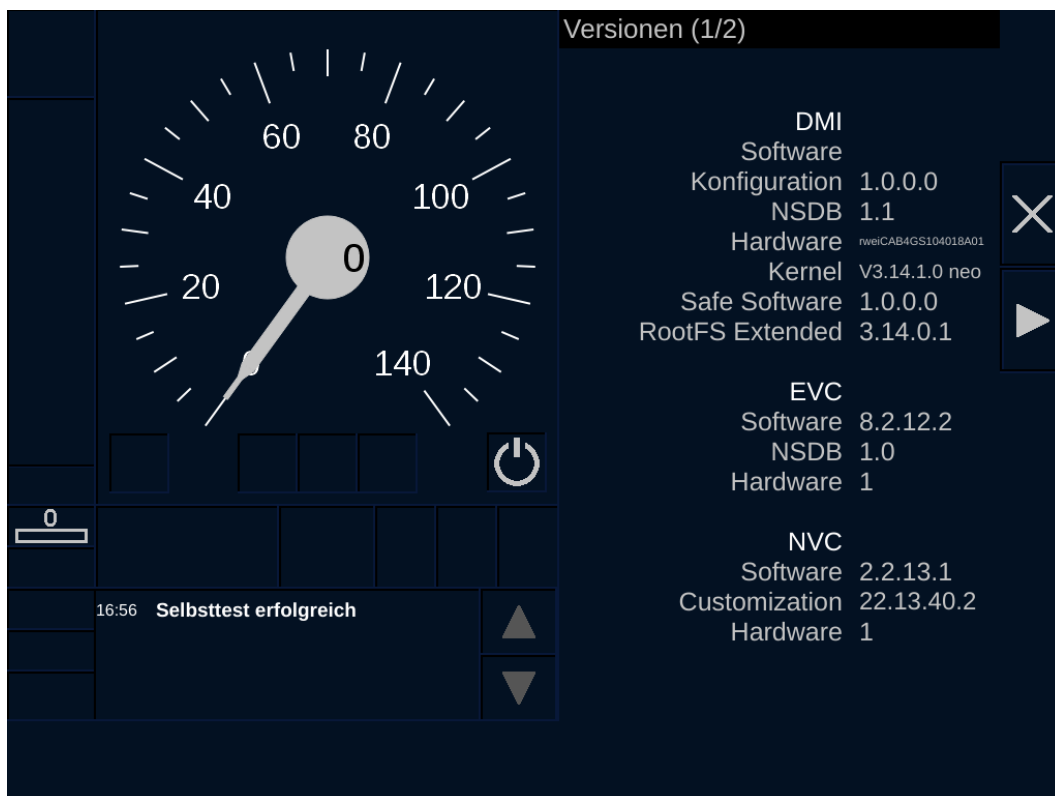 Versionen (1/2)
60 80
40 100
0
20 120
0 140
0
16:56 Selbsttest erfolgreich
DMI
Software
Konfiguration 1.0.0.0
NSDB 1.1
Hardware rweiCAB4GS104018A01
Kernel V3.14.1.0 neo
Safe Software 1.0.0.0
RootFS Extended 3.14.0.1
EVC
Software 8.2.12.2
NSDB 1.0
Hardware 1
NVC
Software 2.2.13.1
Customization 22.13.40.2
Hardware 1